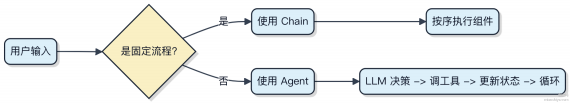 用户输入
是固定流程?
是
使用 Chain
按序执行组件
否
使用 Agent
LLM 决策 -> 调工具 -> 更新状态 -> 循环